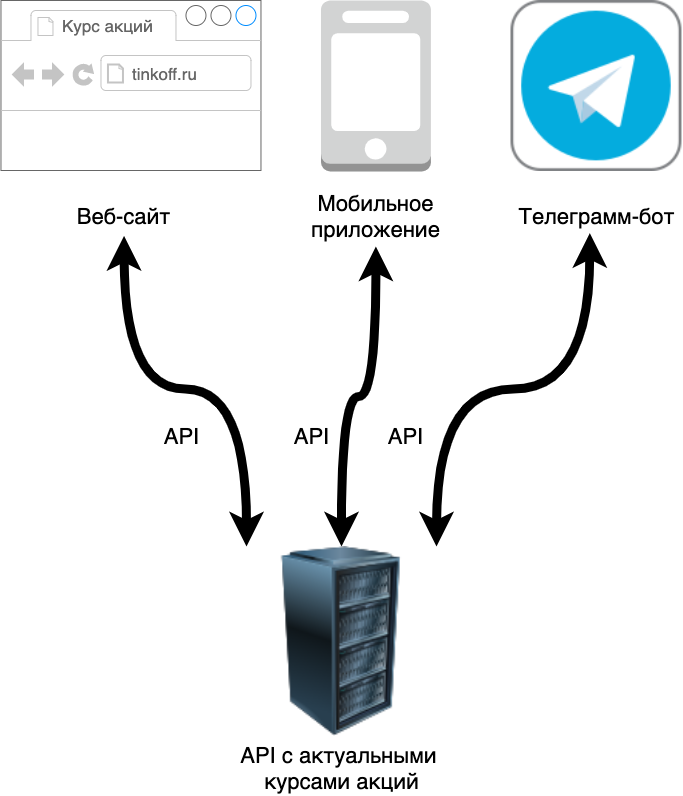 Курс акций
tinkoff.ru
Веб-сайт
Мобильное
приложение
Телеграмм-бот
API
API
API
API с актуальными
курсами акций